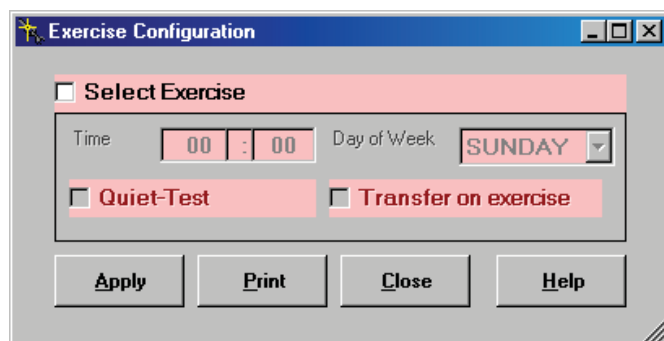 Exercise Configuration
Select Exercise
Time 00 : 00 Day of Week SUNDAY
Quiet-Test Transfer on exercise
Apply Print Close Help